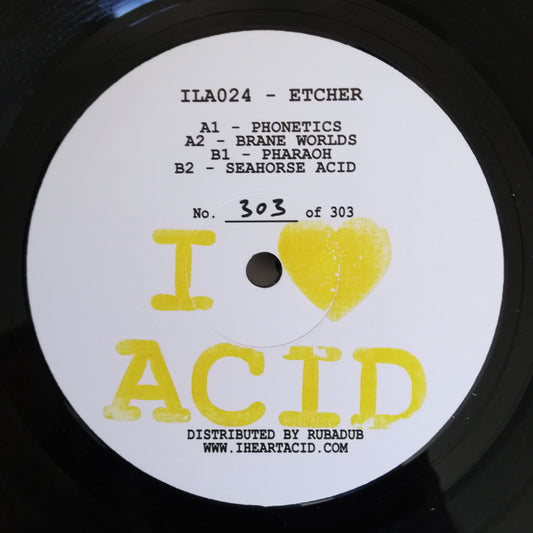 ILA024 - ETCHER
A1 - PHONETICS
A2 - BRANE WORLDS
B1 - PHARAOH
B2 - SEAHORSE ACID
No. 303 of 303
I ♥
ACID
DISTRIBUTED BY RUBADUB
WWW.IHEARTACID.COM